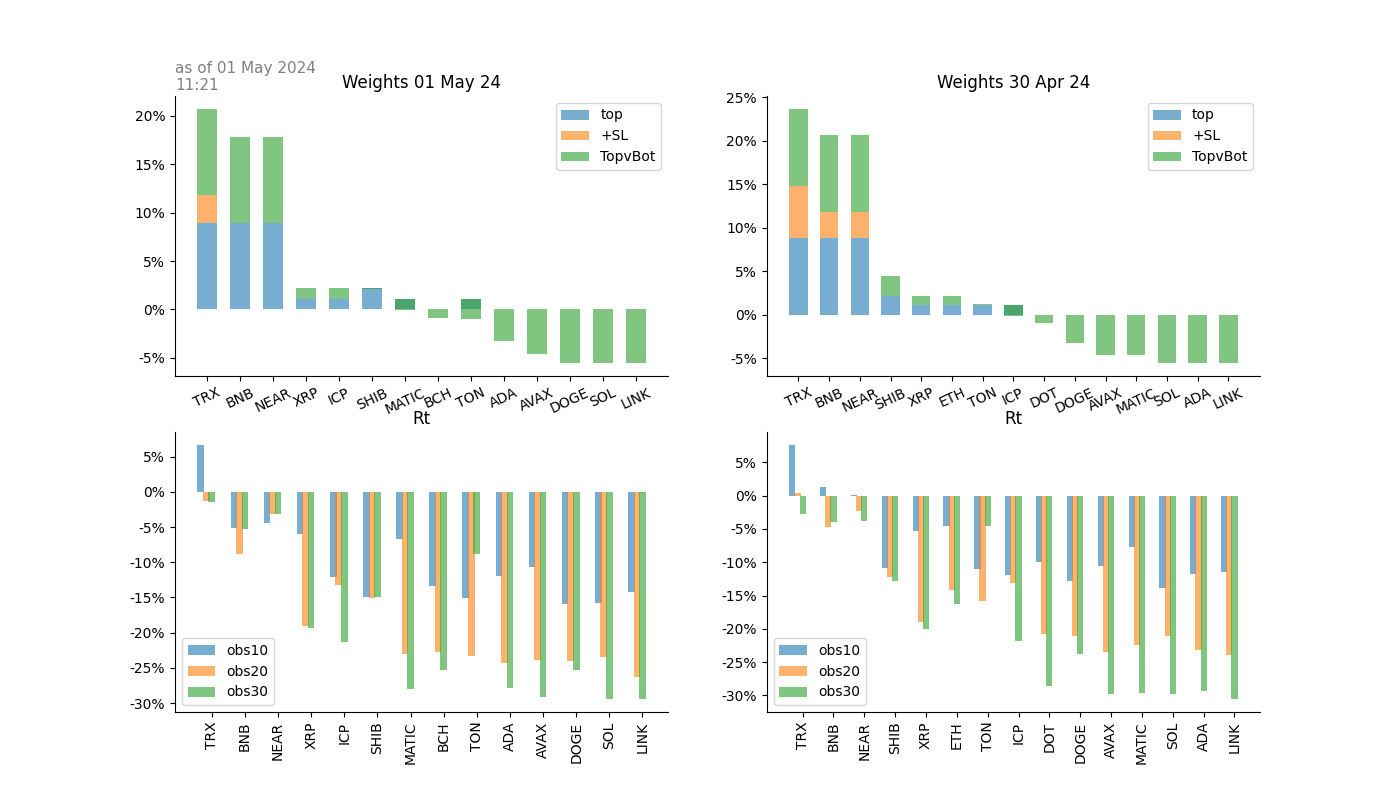 as of 01 May 2024
11:21
Weights 01 May 24
20%
15%
10%
5%
0%
-5%
top
+SL
TopvBot
TRX BNB NEAR XRP ICP SHIB MATIC BCH TON ADA AVAX DOGE SOL LINK
Weights 30 Apr 24
25%
20%
15%
10%
5%
0%
-5%
top
+SL
TopvBot
TRX BNB NEAR SHIB XRP ETH TON ICP DOT DOGE AVAX MATIC SOL ADA LINK
Rt
5%
0%
-5%
-10%
-15%
-20%
-25%
-30%
obs10
obs20
obs30
TRX BNB NEAR XRP ICP SHIB MATIC BCH TON ADA AVAX DOGE SOL LINK
Rt
5%
0%
-5%
-10%
-15%
-20%
-25%
-30%
obs10
obs20
obs30
TRX BNB NEAR SHIB XRP ETH TON ICP DOT DOGE AVAX MATIC SOL ADA LINK